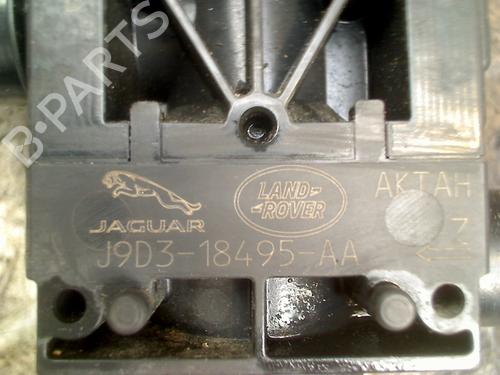 B-PARTS
JAGUAR
LAND-
ROVER
AKTAH
J9D3-18495-AA
Z